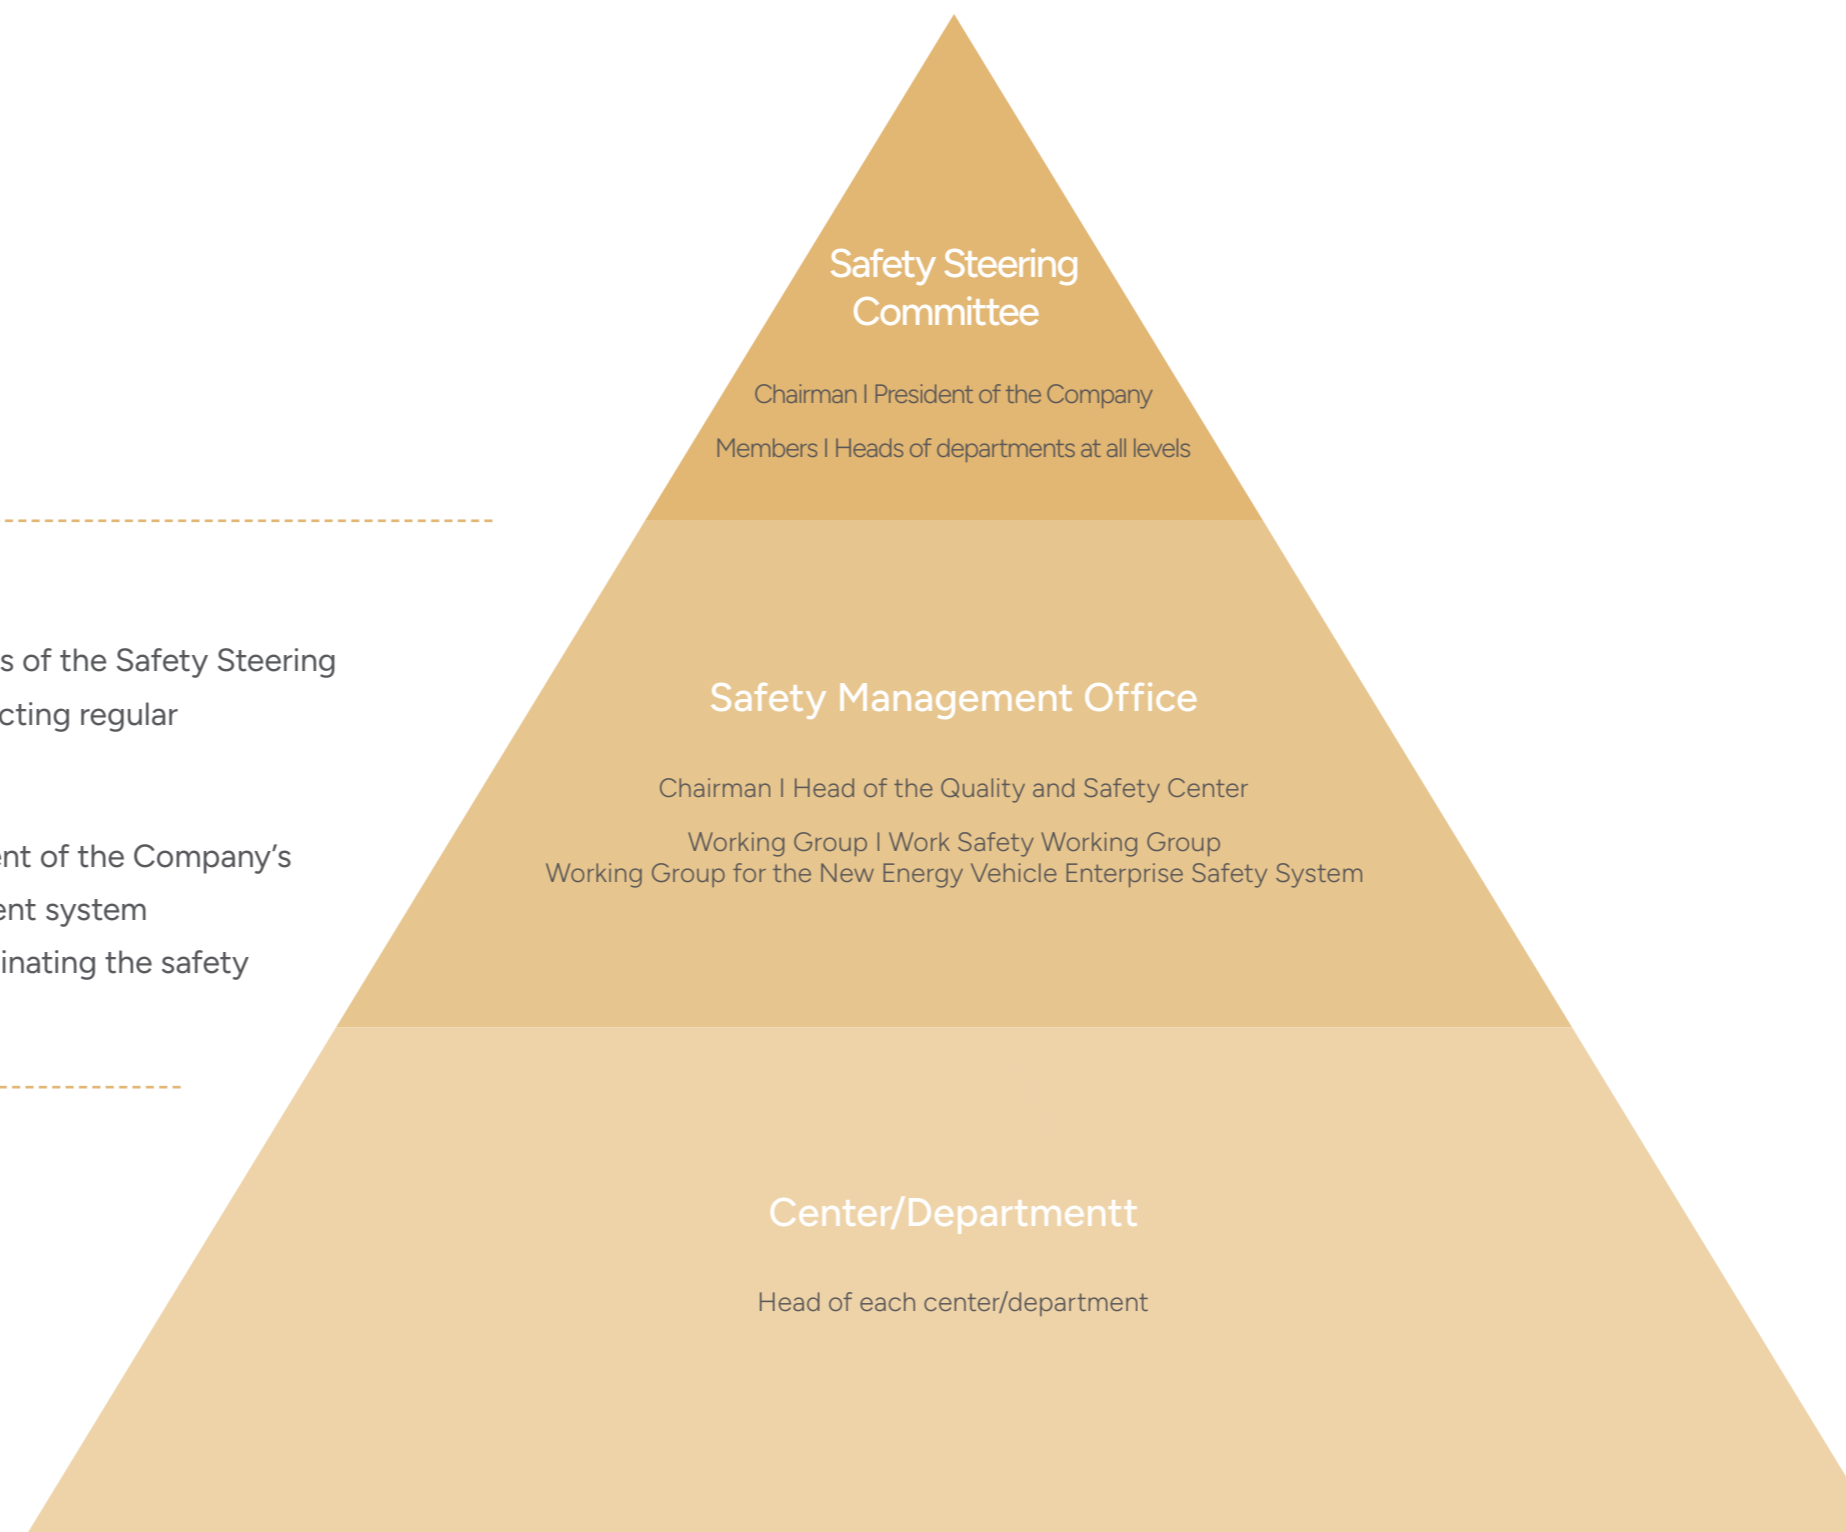 Safety Steering
Committee
Chairman I President of the Company
Members I Heads of departments at all levels
s of the Safety Steering
cting regular
ent of the Company’s
ent system
inating the safety
Safety Management Office
Chairman I Head of the Quality and Safety Center
Working Group I Work Safety Working Group
Working Group for the New Energy Vehicle Enterprise Safety System
Center/Departmentt
Head of each center/department